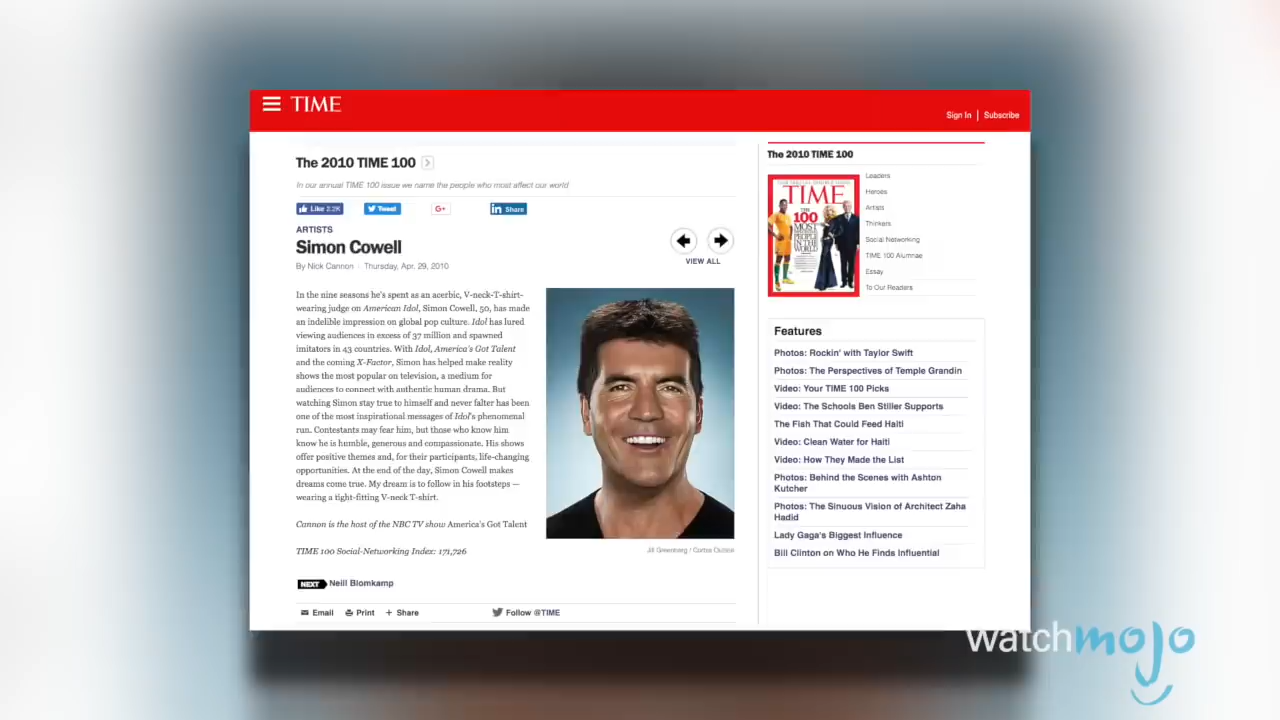 TIME
Sign In | Subscribe
The 2010 TIME 100
In our annual TIME 100 issue we name the people who most affect our world
Like 2.2K
Tweet
G+
in Share
ARTISTS
Simon Cowell
By Nick Cannon Thursday, Apr. 29, 2010
VIEW ALL
In the nine seasons he's spent as an acerbic, V-neck-T-shirt-
wearing judge on American Idol, Simon Cowell, 50, has made
an indelible impression on global pop culture. Idol has lured
viewing audiences in excess of 37 million and spawned
imitators in 43 countries. With Idol, America's Got Talent
and the coming X-Factor, Simon has helped make reality
shows the most popular on television, a medium for
audiences to connect with authentic human drama. But
watching Simon stay true to himself and never falter has been
one of the most inspirational messages of Idol's phenomenal
run. Contestants may fear him, but those who know him
know he is humble, generous and compassionate. His shows
offer positive themes and, for their participants, life-changing
opportunities. At the end of the day, Simon Cowell makes
dreams come true. My dream is to follow in his footsteps —
wearing a tight-fitting V-neck T-shirt.
Cannon is the host of the NBC TV show America's Got Talent
TIME 100 Social-Networking Index: 171,726
Jill Greenberg / Corbis Outline
NEXT Neill Blomkamp
Email Print + Share Follow @TIME
The 2010 TIME 100
TIME
THE
100
MOST
INFLUENTIAL
PEOPLE
IN THE
WORLD
Leaders
Heroes
Artists
Thinkers
Social Networking
TIME 100 Alumnae
Essay
To Our Readers
Features
Photos: Rockin' with Taylor Swift
Photos: The Perspectives of Temple Grandin
Video: Your TIME 100 Picks
Video: The Schools Ben Stiller Supports
The Fish That Could Feed Haiti
Video: Clean Water for Haiti
Video: How They Made the List
Photos: Behind the Scenes with Ashton
Kutcher
Photos: The Sinuous Vision of Architect Zaha
Hadid
Lady Gaga's Biggest Influence
Bill Clinton on Who He Finds Influential
watchmojo